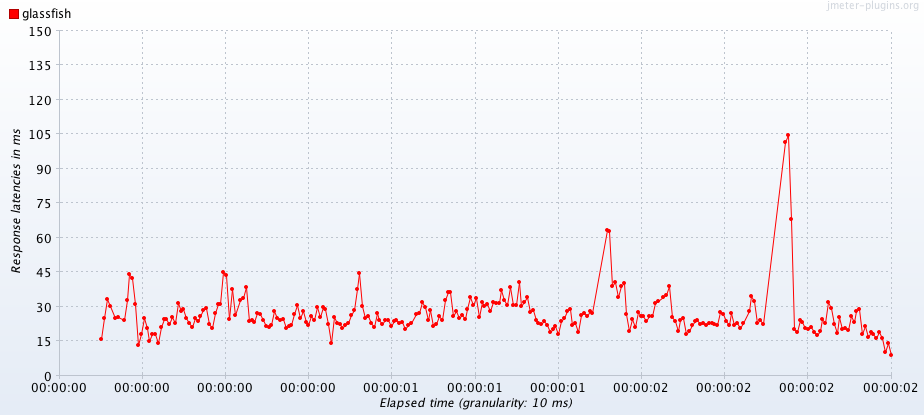 jmeter-plugins.org
glassfish
150
135
120
105
90
75
60
45
30
15
0
Response latencies in ms
00:00:00 00:00:00 00:00:00 00:00:00 00:00:01 00:00:01 00:00:01 00:00:02 00:00:02 00:00:02 00:00:02
Elapsed time (granularity: 10 ms)